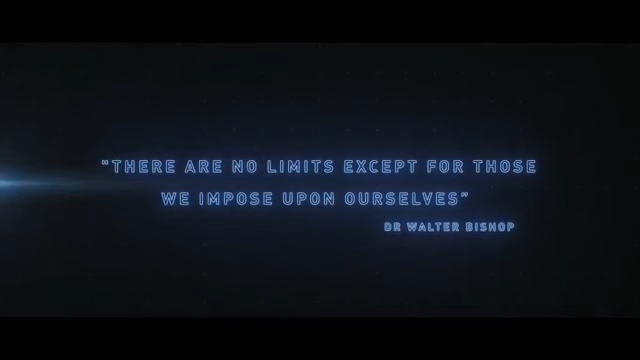 "THERE ARE NO LIMITS EXCEPT FOR THOSE
WE IMPOSE UPON OURSELVES"
DR WALTER BISHOP